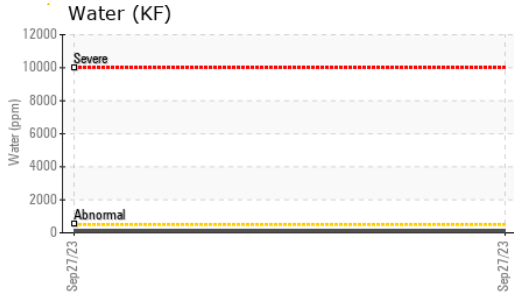 Water (KF)
12000
Severe
10000
8000
Water (ppm)
6000
4000
2000
Abnormal
0
Sep27/23
Sep27/23